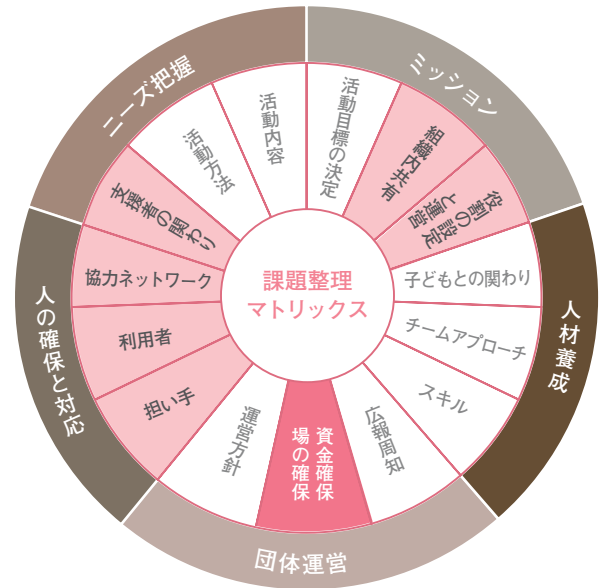 課題整理
マトリックス
ミッション
活動目標の決定
組織内共有
役割の設定
と運営
人材養成
子どもとの関わり
チームアプローチ
スキル
団体運営
広報周知
資金確保
場の確保
運営方針
人の確保と対応
担い手
利用者
協力ネットワーク
ニーズ把握
支援者の関わり
活動方法
活動内容